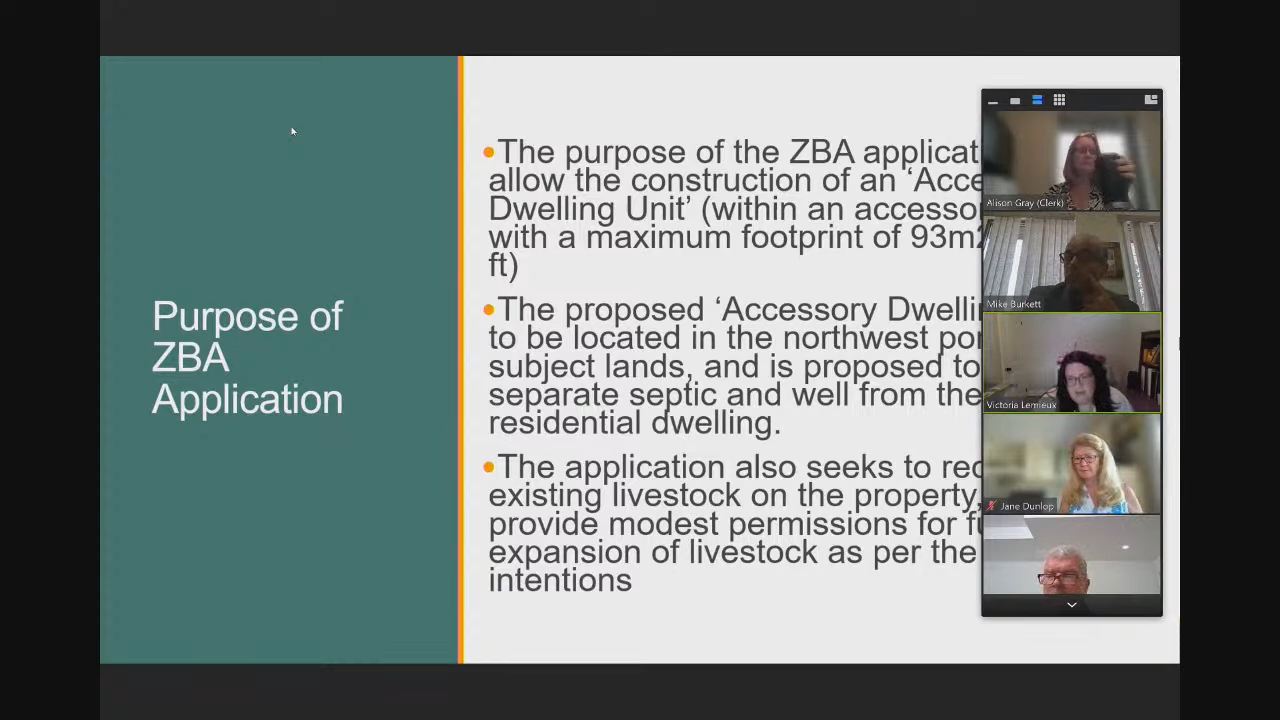 Purpose of
ZBA
Application
•The purpose of the ZBA applicat
allow the construction of an ‘Acce
Dwelling Unit’ (within an accesso
with a maximum footprint of 93m2
ft)
•The proposed ‘Accessory Dwellin
to be located in the northwest por
subject lands, and is proposed to
separate septic and well from the
residential dwelling.
•The application also seeks to rec
existing livestock on the property,
provide modest permissions for fu
expansion of livestock as per the
intentions
Alison Gray (Clerk)
Mike Burkett
Victoria Lemieux
Jane Dunlop